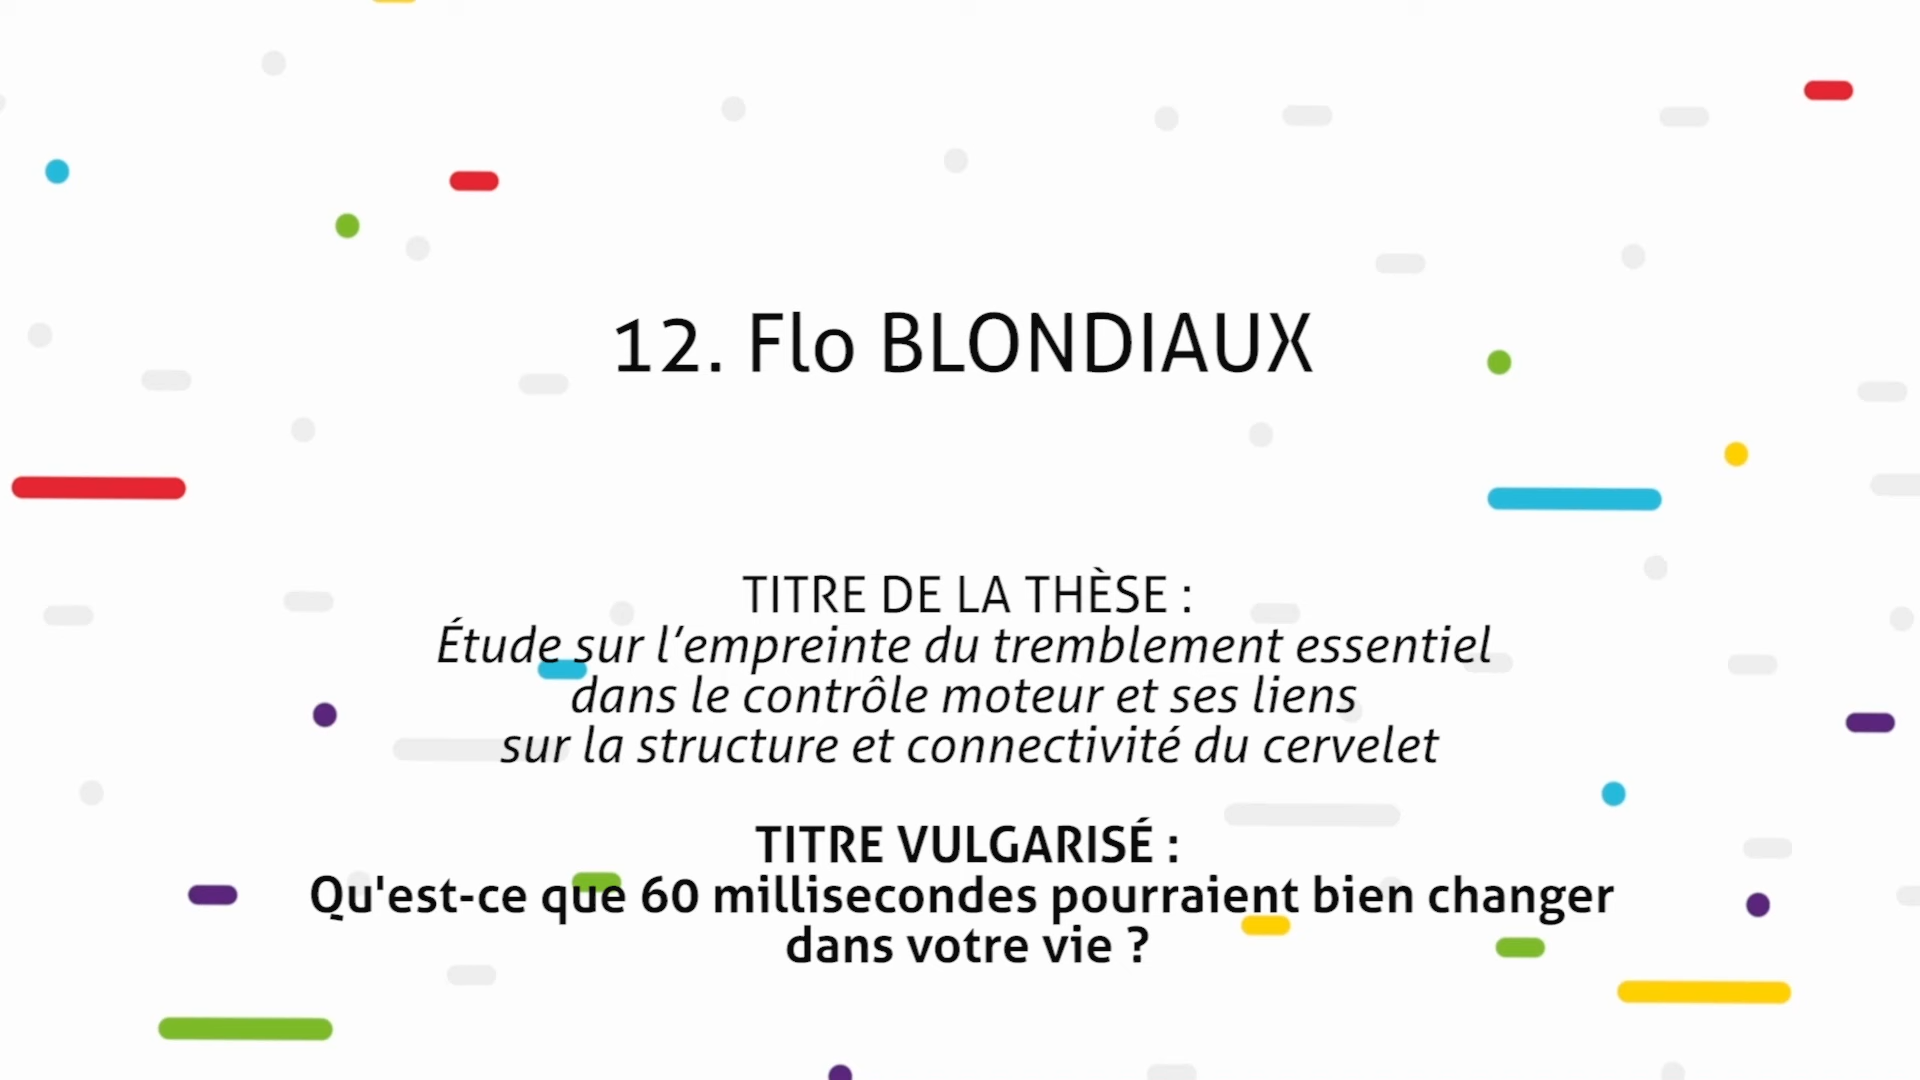 12. Flo BLONDIAUX
TITRE DE LA THÈSE :
Étude sur l’empreinte du tremblement essentiel
dans le contrôle moteur et ses liens
sur la structure et connectivité du cervelet
TITRE VULGARISÉ :
Qu'est-ce que 60 millisecondes pourraient bien changer
dans votre vie ?